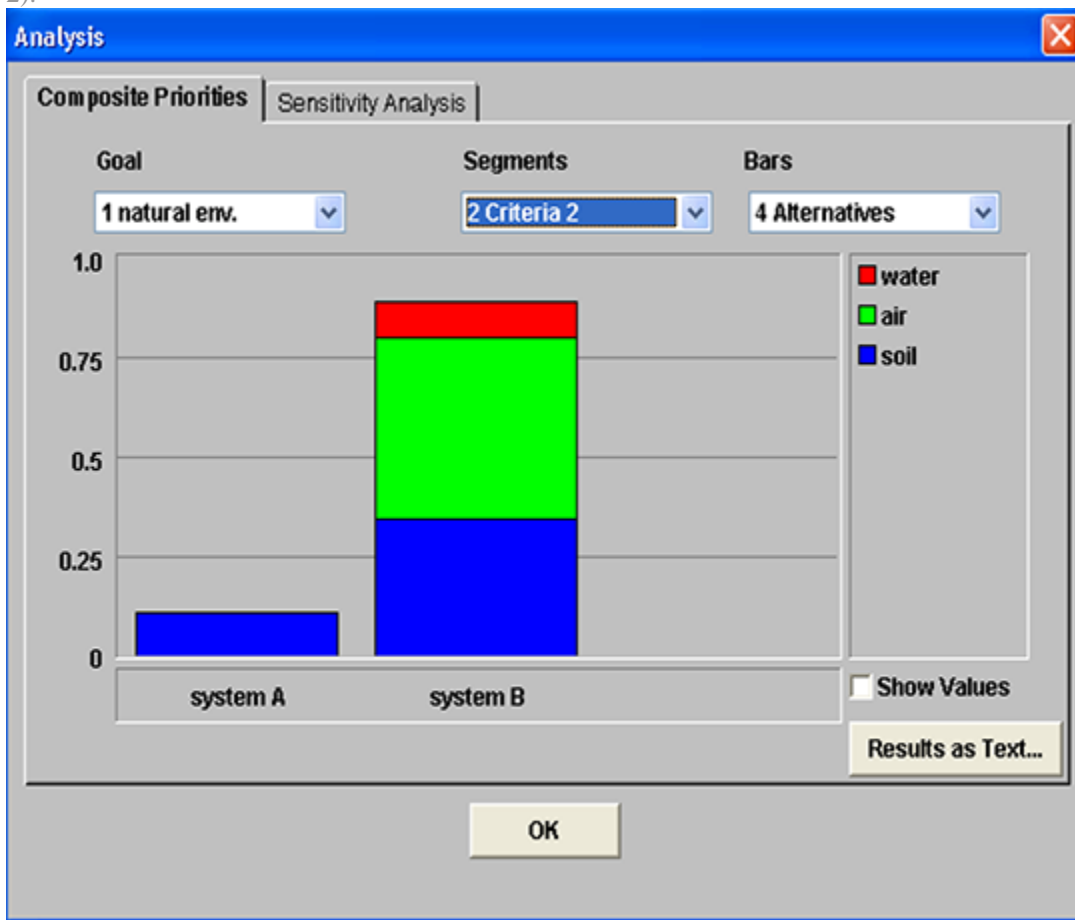 2).
Analysis
Composite Priorities Sensitivity Analysis
Goal Segments Bars
1 natural env. 2 Criteria 2 4 Alternatives
1.0
0.75
0.5
0.25
0
water
air
soil
system A system B
Show Values
Results as Text...
OK